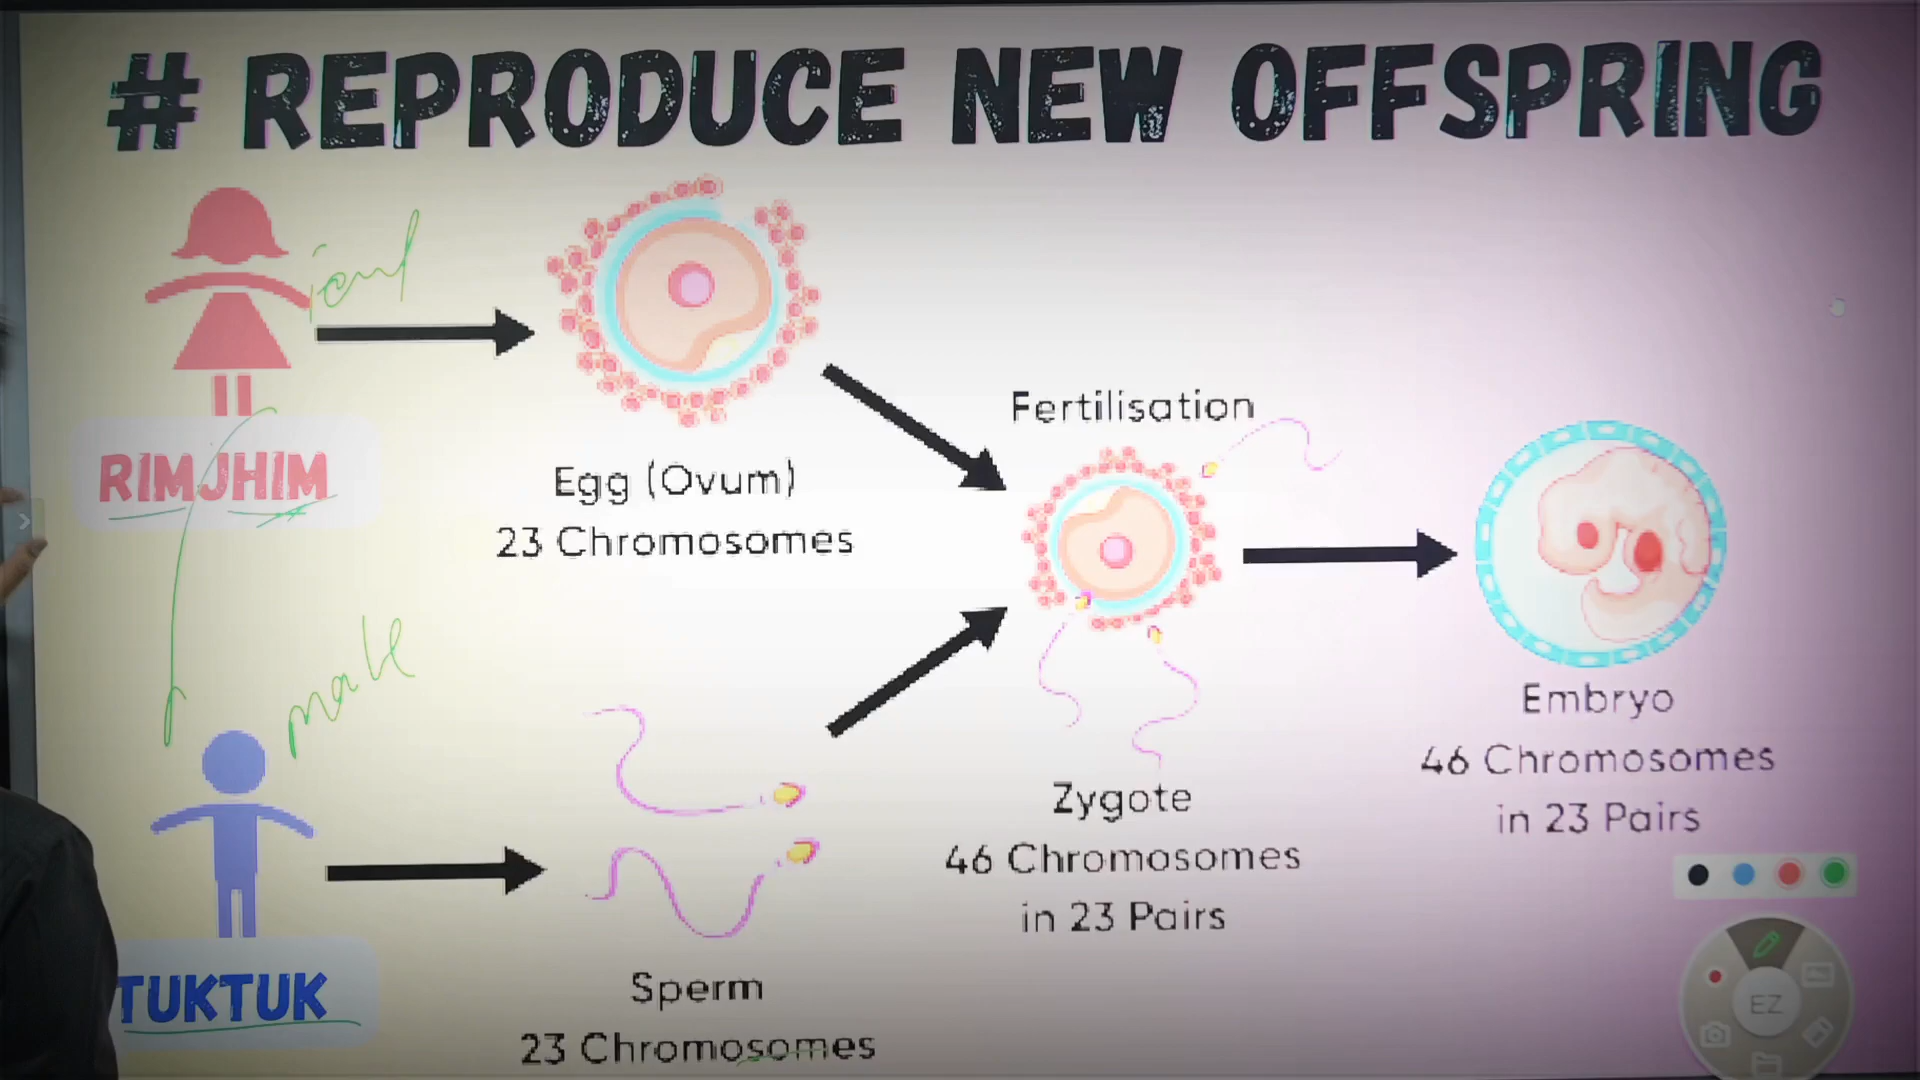 # REPRODUCE NEW OFFSPRING
RIMJHIM
Egg (Ovum)
23 Chromosomes
Fertilisation
male
TUKTUK
Sperm
23 Chromosomes
Zygote
46 Chromosomes
in 23 Pairs
Embryo
46 Chromosomes
in 23 Pairs
EZ